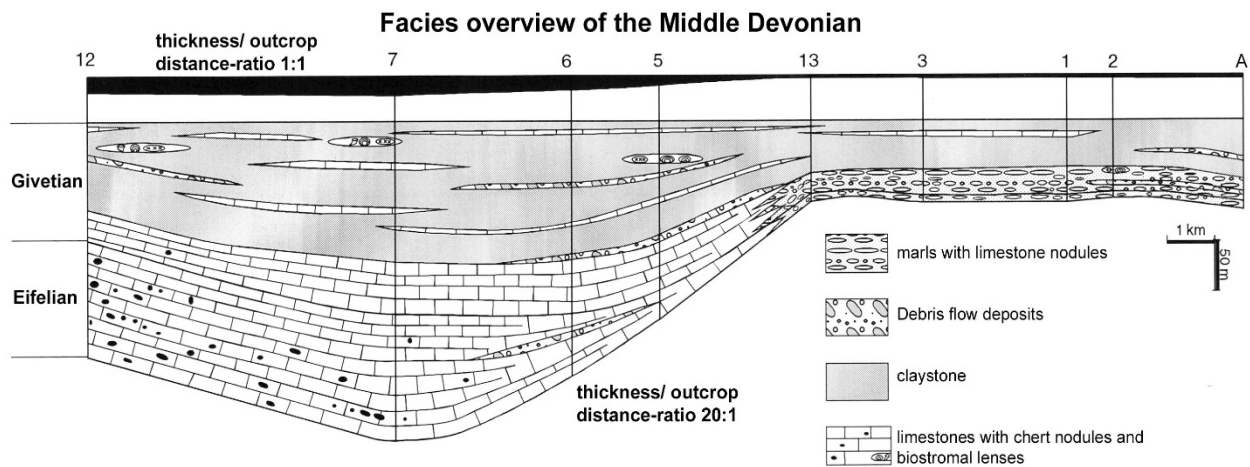 Facies overview of the Middle Devonian
thickness/ outcrop
distance-ratio 1:1
12 7 6 5 13 3 1 2 A
Givetian
Eifelian
1 km
50 m
marls with limestone nodules
Debris flow deposits
claystone
thickness/ outcrop
distance-ratio 20:1
limestones with chert nodules and
biostromal lenses